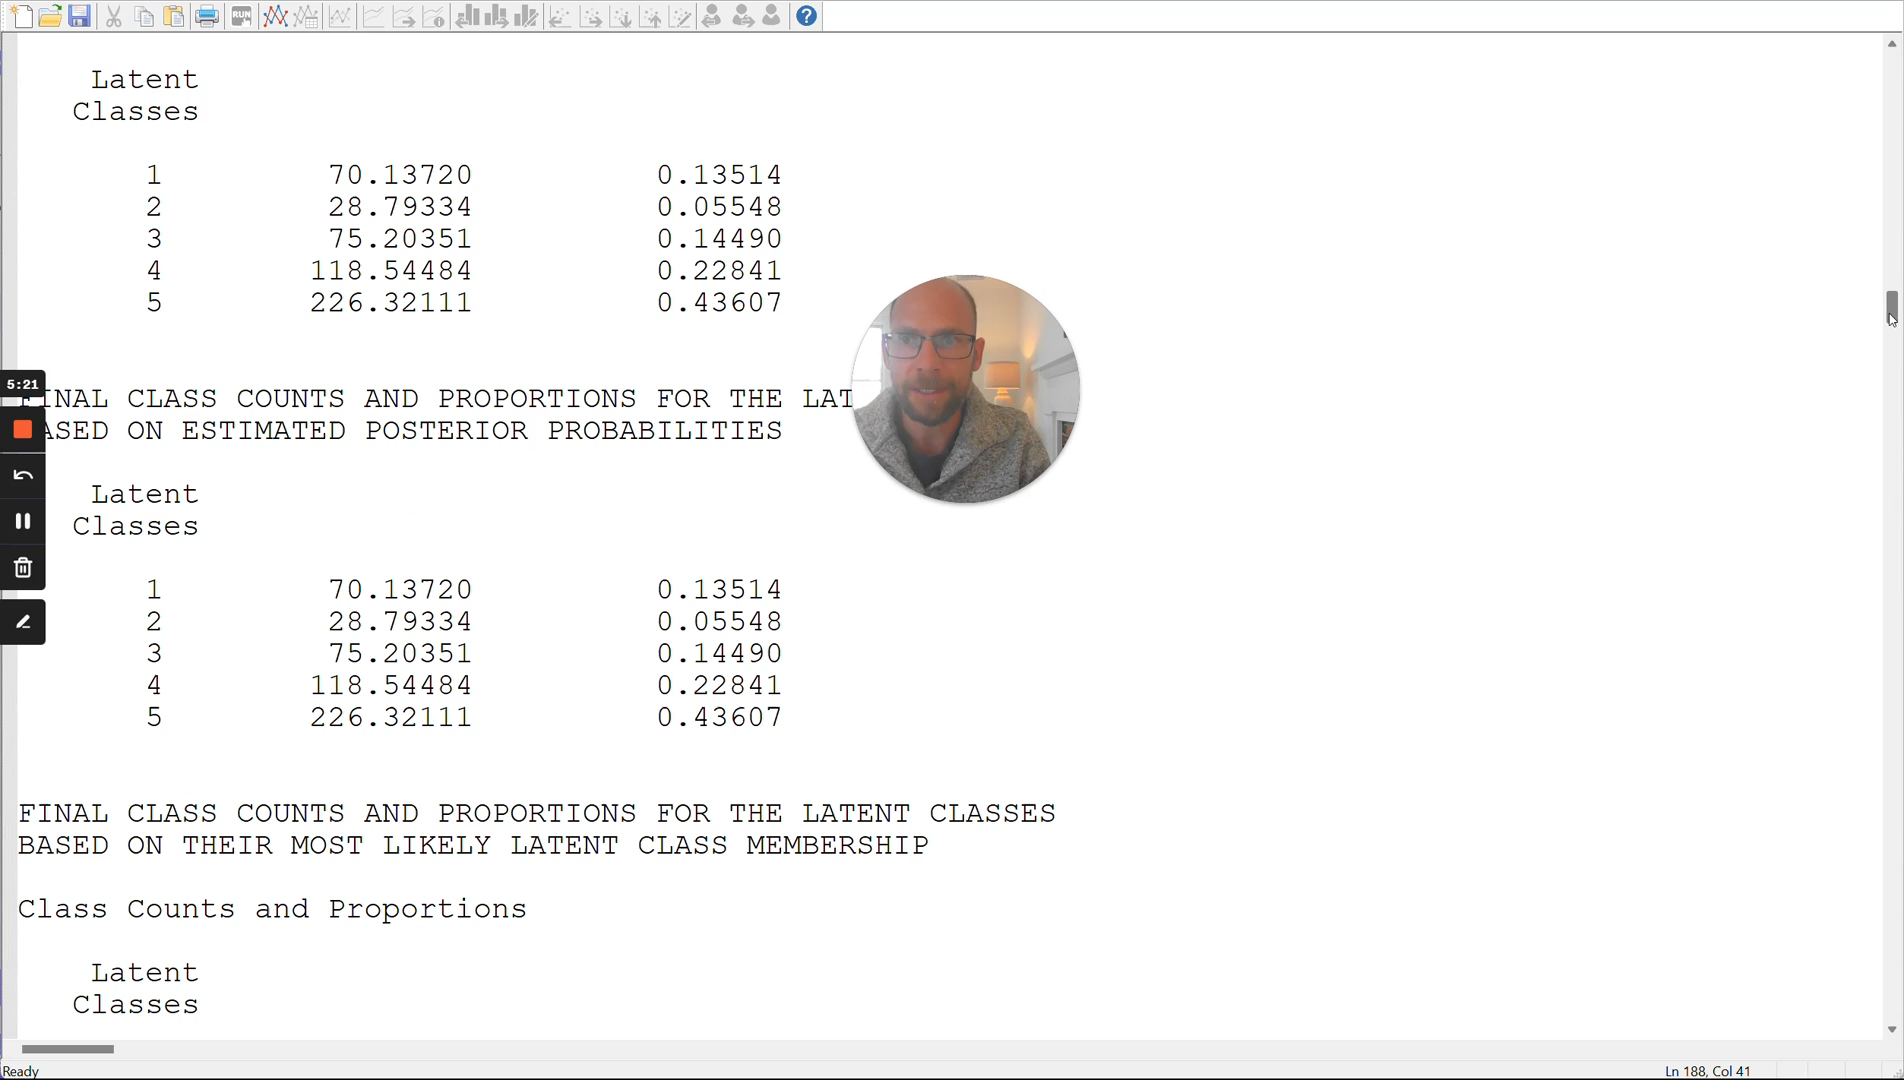 RUN
?
Latent
Classes
1 70.13720 0.13514
2 28.79334 0.05548
3 75.20351 0.14490
4 118.54484 0.22841
5 226.32111 0.43607
5:21
FINAL CLASS COUNTS AND PROPORTIONS FOR THE LAT
BASED ON ESTIMATED POSTERIOR PROBABILITIES
Latent
Classes
1 70.13720 0.13514
2 28.79334 0.05548
3 75.20351 0.14490
4 118.54484 0.22841
5 226.32111 0.43607
FINAL CLASS COUNTS AND PROPORTIONS FOR THE LATENT CLASSES
BASED ON THEIR MOST LIKELY LATENT CLASS MEMBERSHIP
Class Counts and Proportions
Latent
Classes
Ready
Ln 188, Col 41